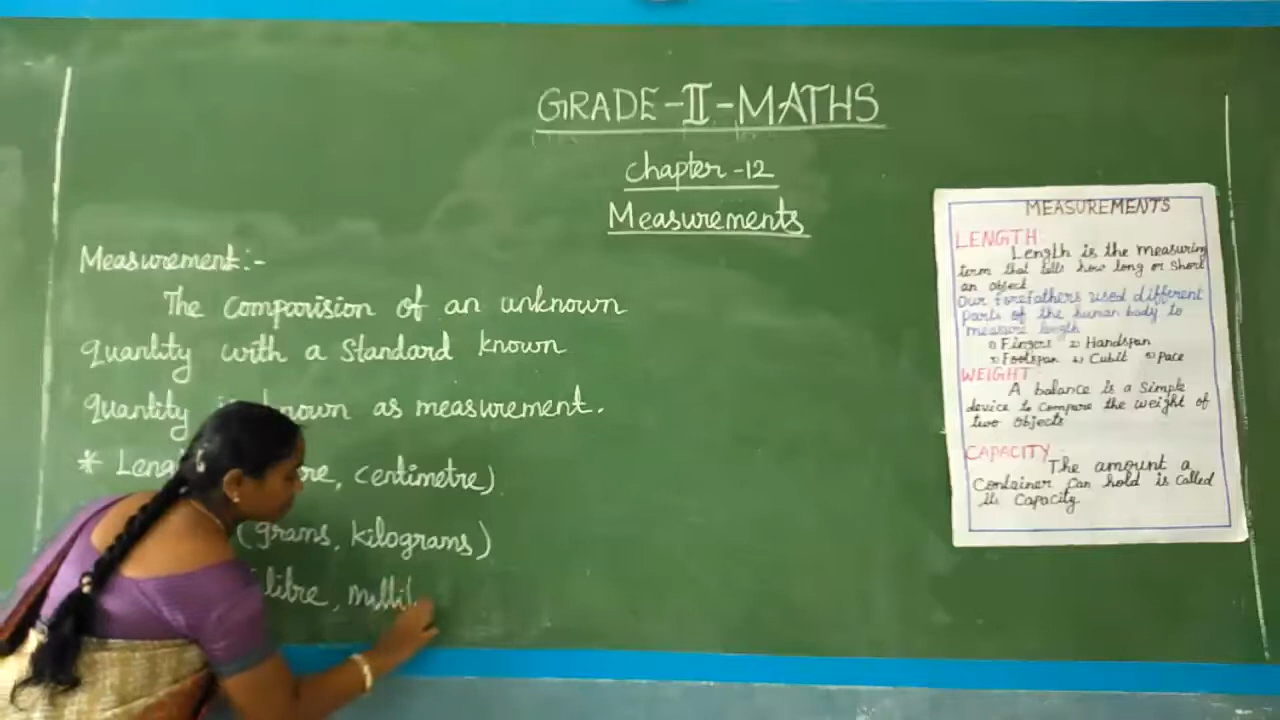 GRADE-II-MATHS
Chapter -12
Measurements
Measurement:-
The comparision of an unknown
quantity with a Standard known
quantity known as measurement.
* centimetre)
(grams, kilograms)
litre, millil
MEASUREMENTS
LENGTH:
Length is the measuring
term that tells how long or short
an object
Our forefathers used different
parts of the human body to
measure length
1) Fingers 2) Handspan
3) Footspan 4) Cubit 5) Pace
WEIGHT:
A balance is a simple
device to compare the weight of
two objects
CAPACITY:
The amount a
Container can hold is called
its capacity